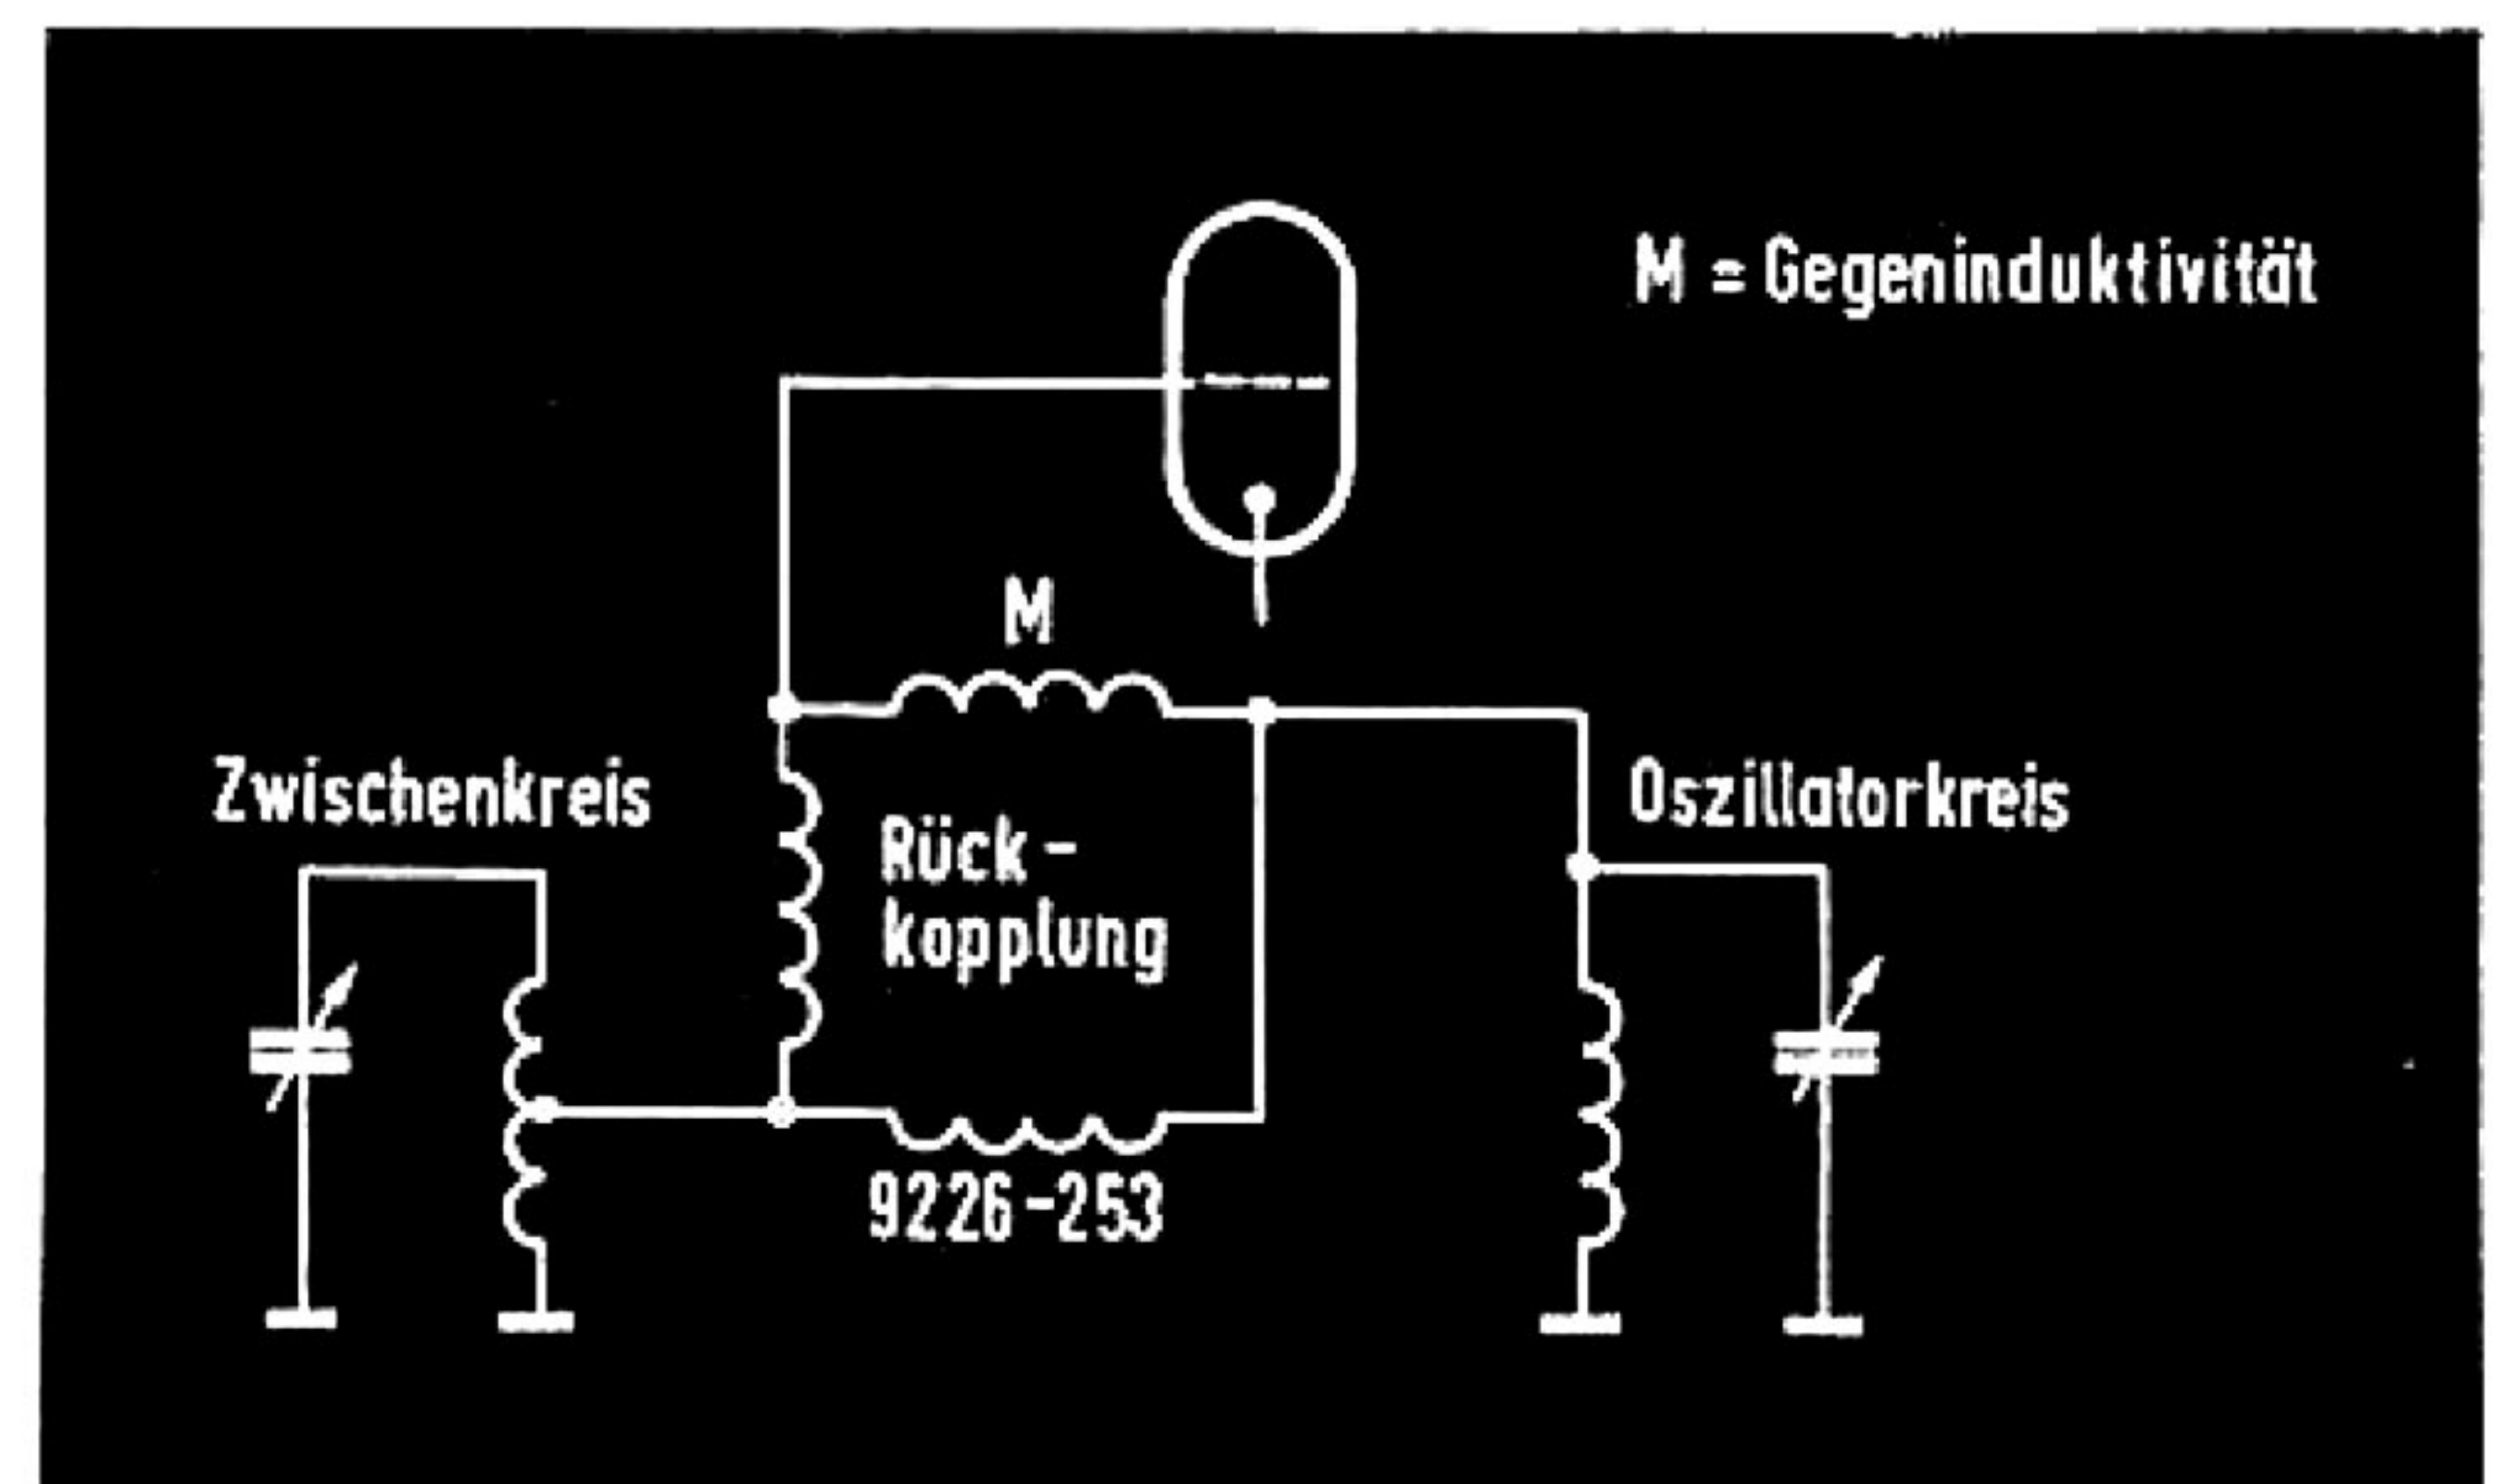 M = Gegeninduktivität
M
Zwischenkreis
Oszillatorkreis
Rück-
kopplung
9226-253